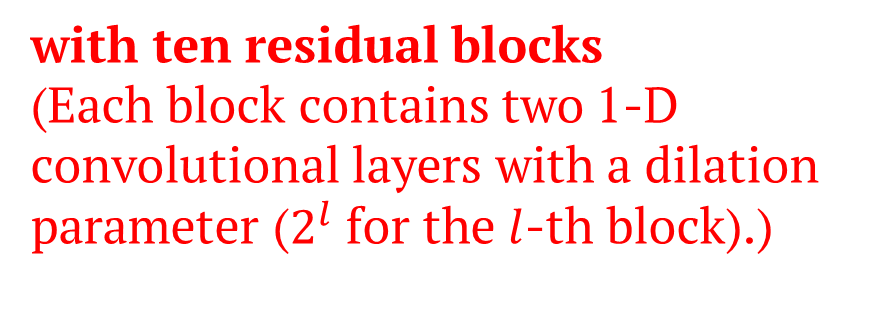 with ten residual blocks
(Each block contains two 1-D
convolutional layers with a dilation
parameter (2^l for the l-th block).)